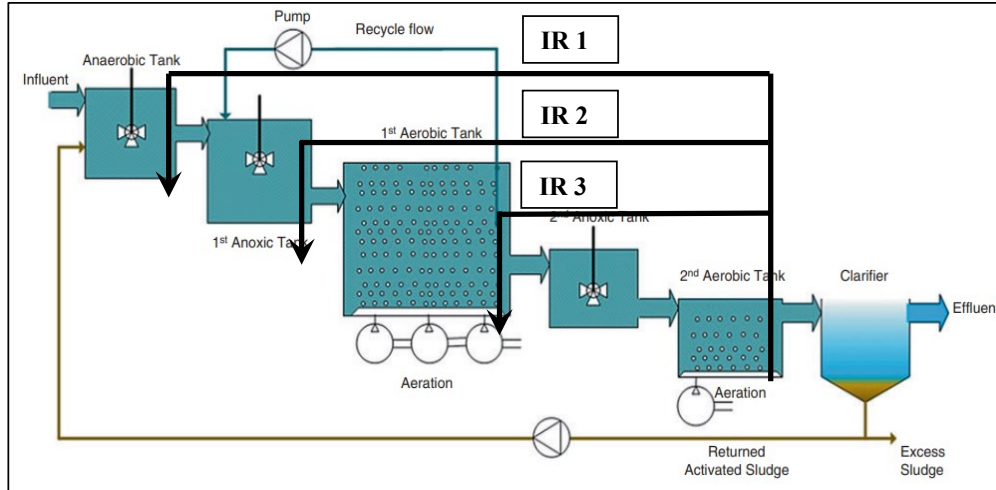 Pump
Recycle flow
IR 1
Anaerobic Tank
Influent
IR 2
1st Aerobic Tank
IR 3
1st Anoxic Tank
2nd Anoxic Tank
2nd Aerobic Tank
Clarifier
Effluen
Aeration
Aeration
Returned
Activated Sludge
Excess
Sludge